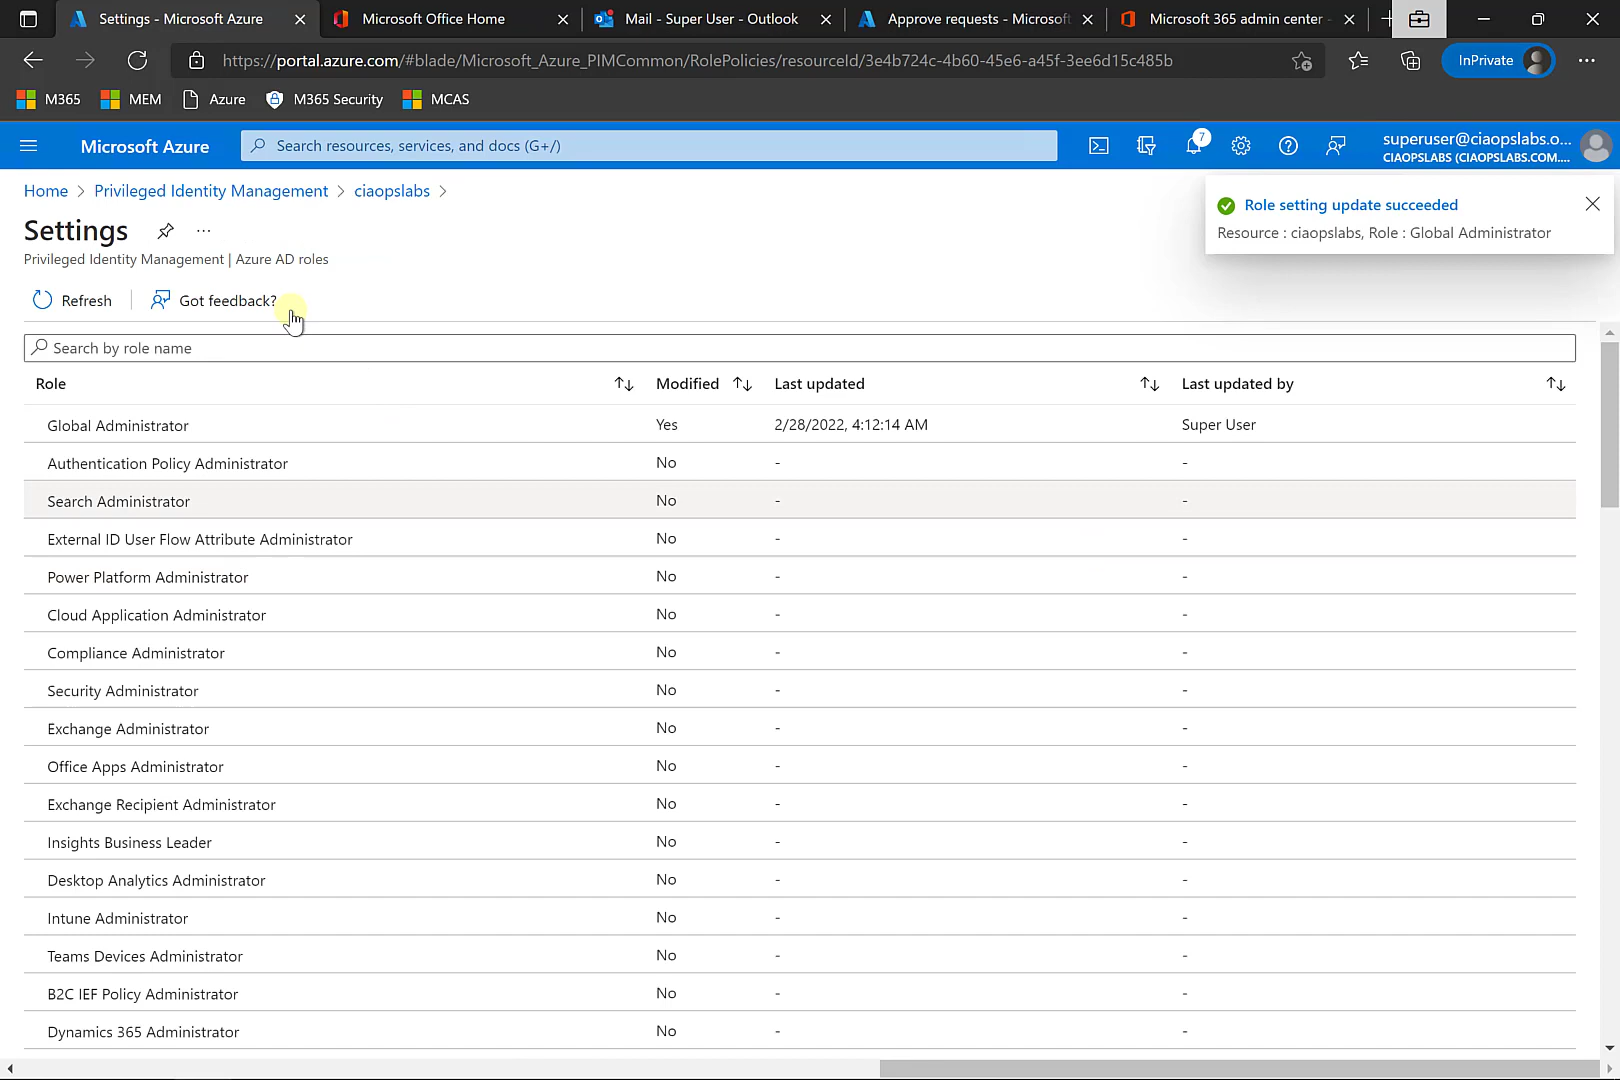 Settings - Microsoft Azure
Microsoft Office Home
Mail - Super User - Outlook
Approve requests - Microsoft
Microsoft 365 admin center -
https://portal.azure.com/#blade/Microsoft_Azure_PIMCommon/RolePolicies/resourceId/3e4b724c-4b60-45e6-a45f-3ee6d15c485b
InPrivate
M365
MEM
Azure
M365 Security
MCAS
Microsoft Azure
Search resources, services, and docs (G+/)
7
superuser@ciaopslabs.o...
CIAOPSLABS (CIAOPSLABS.COM....
Home > Privileged Identity Management > ciaopslabs >
Settings
...
Privileged Identity Management | Azure AD roles
Role setting update succeeded
Resource : ciaopslabs, Role : Global Administrator
Refresh
Got feedback?
Search by role name
Role Modified Last updated Last updated by
Global Administrator Yes 2/28/2022, 4:12:14 AM Super User
Authentication Policy Administrator No - -
Search Administrator No - -
External ID User Flow Attribute Administrator No - -
Power Platform Administrator No - -
Cloud Application Administrator No - -
Compliance Administrator No - -
Security Administrator No - -
Exchange Administrator No - -
Office Apps Administrator No - -
Exchange Recipient Administrator No - -
Insights Business Leader No - -
Desktop Analytics Administrator No - -
Intune Administrator No - -
Teams Devices Administrator No - -
B2C IEF Policy Administrator No - -
Dynamics 365 Administrator No - -